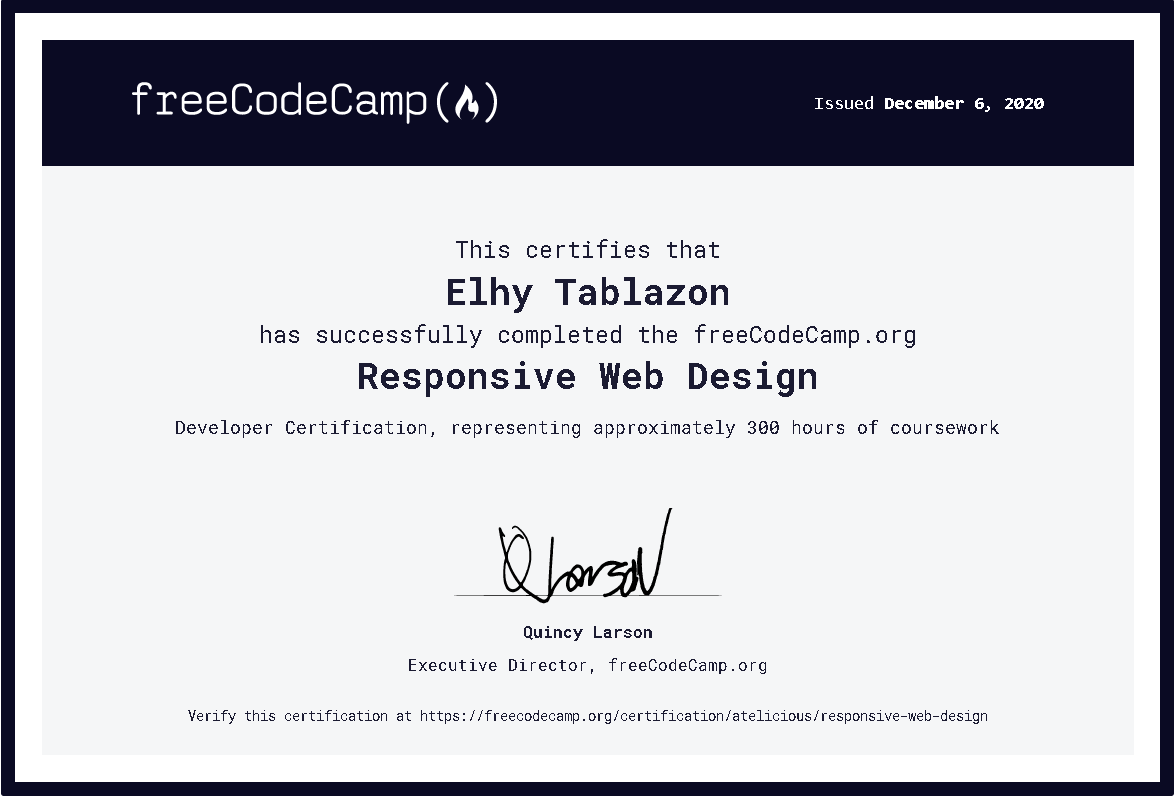 freeCodeCamp(🔥)
Issued December 6, 2020
This certifies that
Elhy Tablazon
has successfully completed the freeCodeCamp.org
Responsive Web Design
Developer Certification, representing approximately 300 hours of coursework
Q Larson
Quincy Larson
Executive Director, freeCodeCamp.org
Verify this certification at https://freecodecamp.org/certification/atelicious/responsive-web-design